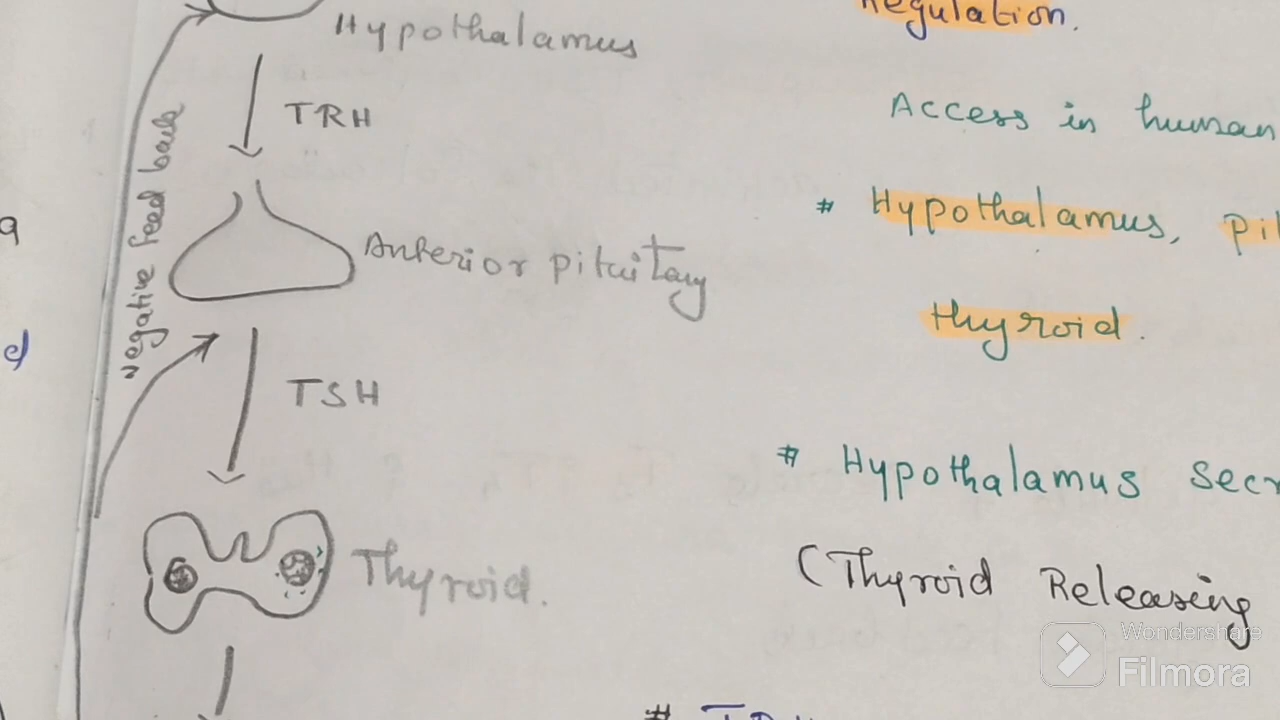 Hypothalamus
TRH
Negative feed back
Anterior pituitary
TSH
Thyroid.
Regulation.
Access in human
# Hypothalamus,
thyroid.
# Hypothalamus
(Thyroid Releasing
Wondershare
Filmora